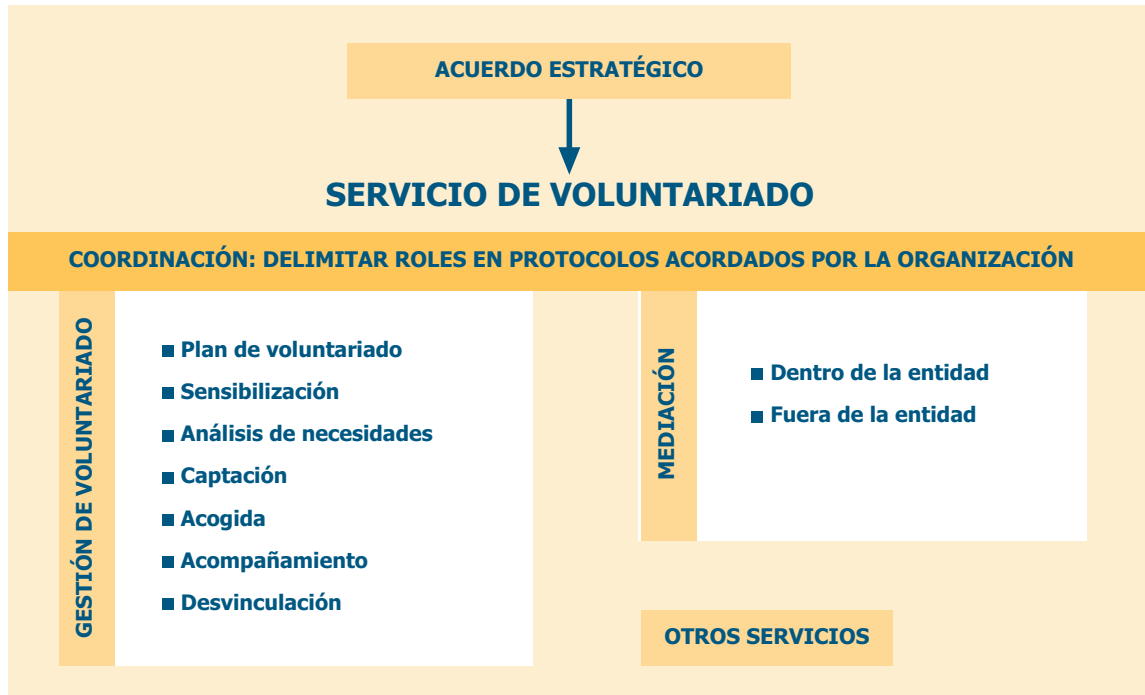 ACUERDO ESTRATÉGICO
SERVICIO DE VOLUNTARIADO
COORDINACIÓN: DELIMITAR ROLES EN PROTOCOLOS ACORDADOS POR LA ORGANIZACIÓN
GESTIÓN DE VOLUNTARIADO
Plan de voluntariado
Sensibilización
Análisis de necesidades
Captación
Acogida
Acompañamiento
Desvinculación
MEDIACIÓN
Dentro de la entidad
Fuera de la entidad
OTROS SERVICIOS